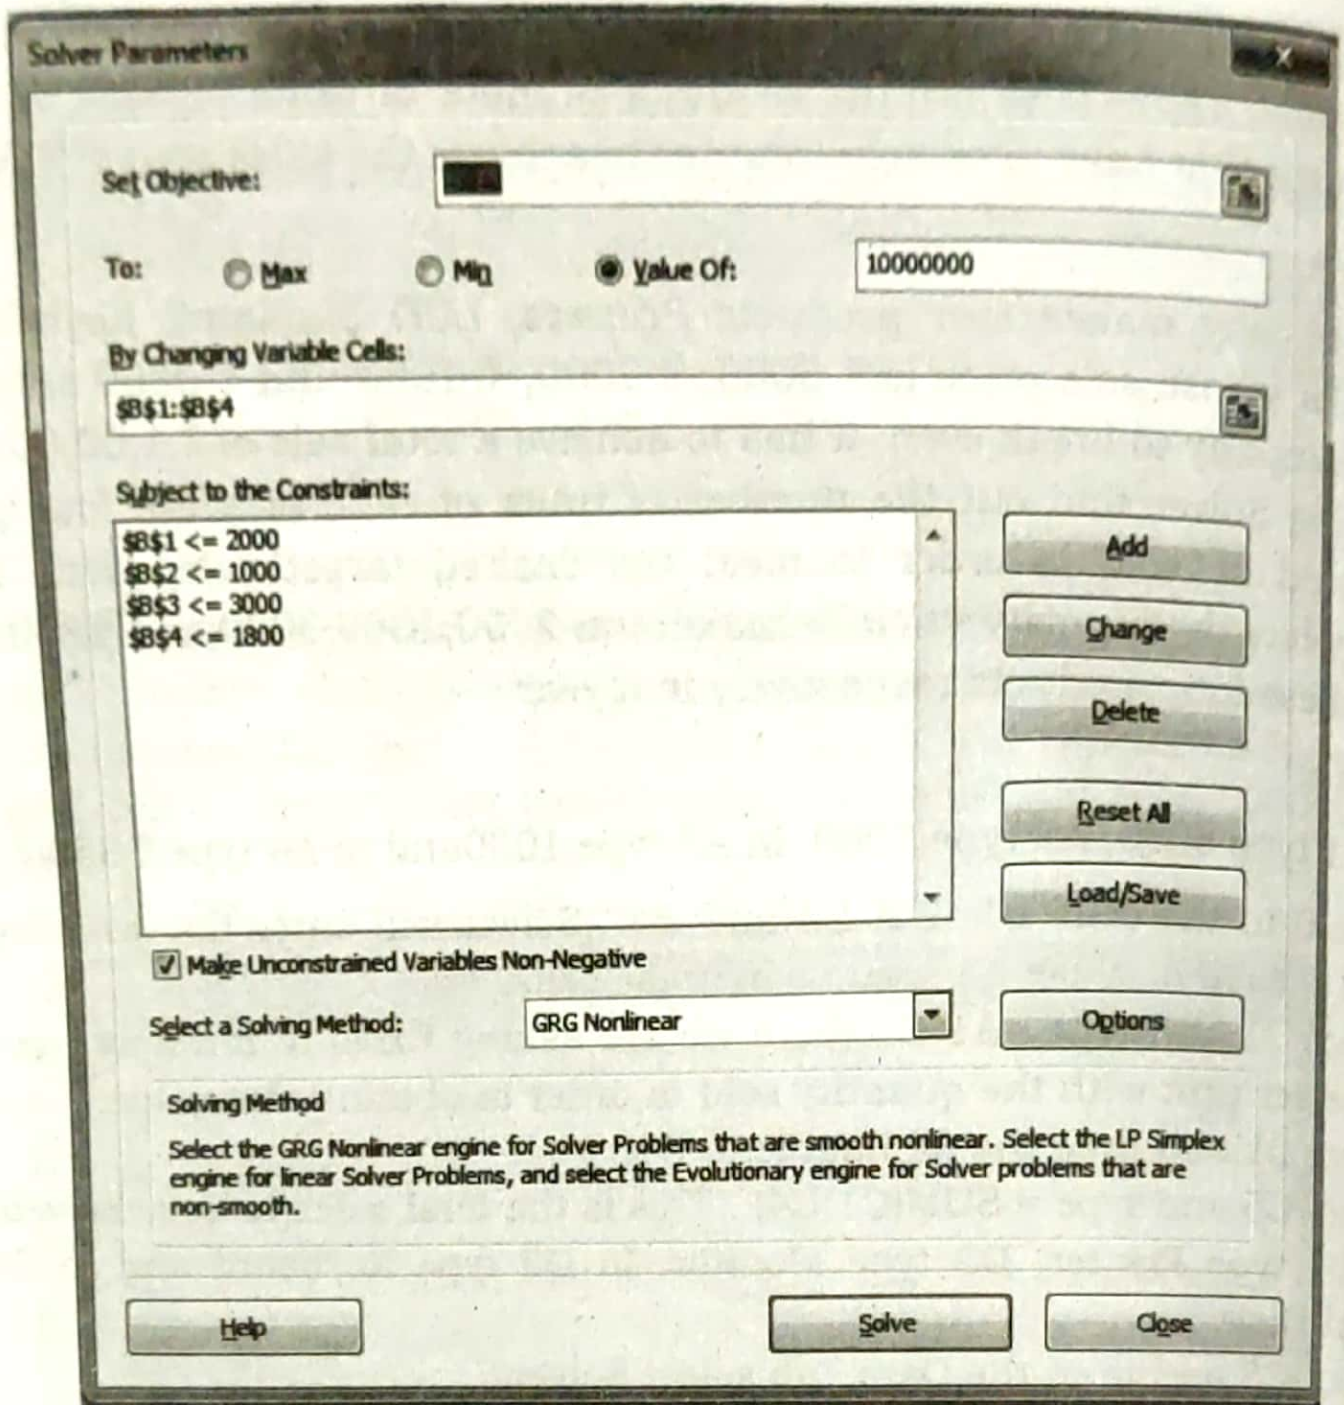 Solver Parameters
Set Objective:
To: Max Min Value Of: 10000000
By Changing Variable Cells:
$B$1:$B$4
Subject to the Constraints:
$B$1 <= 2000
$B$2 <= 1000
$B$3 <= 3000
$B$4 <= 1800
Add
Change
Delete
Reset All
Load/Save
Make Unconstrained Variables Non-Negative
Select a Solving Method: GRG Nonlinear Options
Solving Method
Select the GRG Nonlinear engine for Solver Problems that are smooth nonlinear. Select the LP Simplex
engine for linear Solver Problems, and select the Evolutionary engine for Solver problems that are
non-smooth.
Help Solve Close